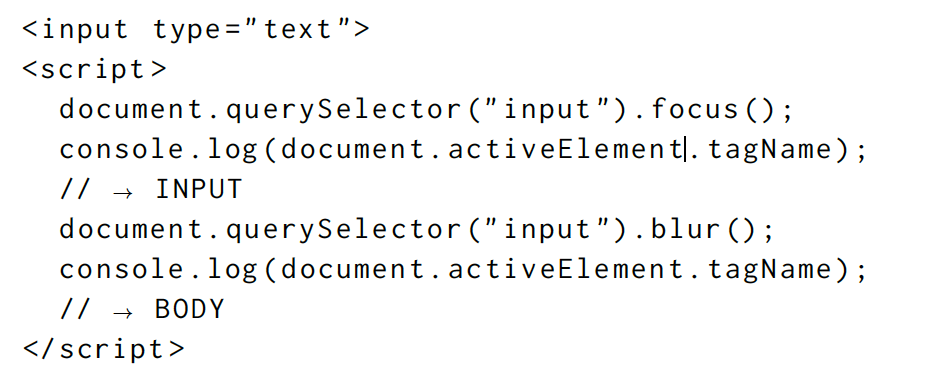 <input type="text">
<script>
  document.querySelector("input").focus();
  console.log(document.activeElement.tagName);
  // → INPUT
  document.querySelector("input").blur();
  console.log(document.activeElement.tagName);
  // → BODY
</script>